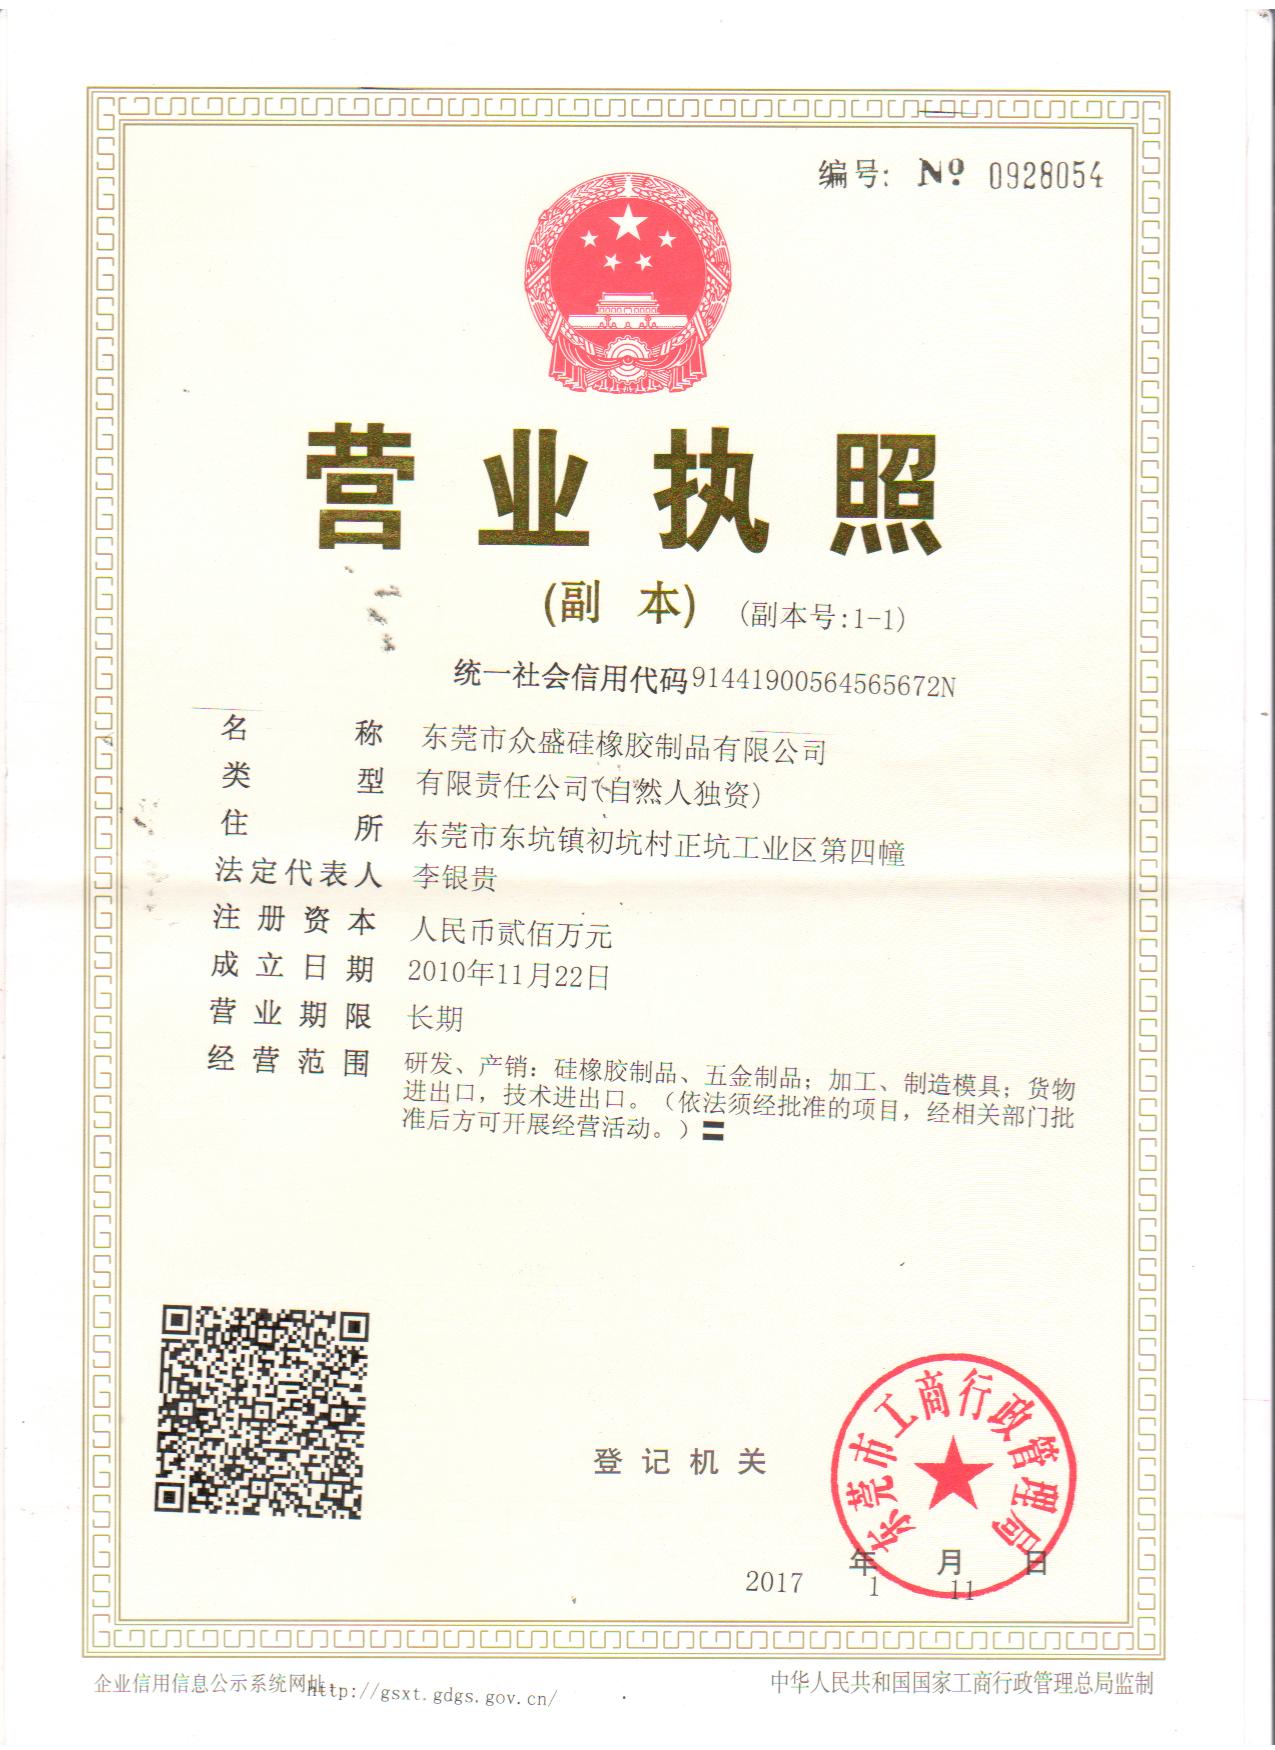 编号: Nº 0928054
营业执照
(副 本) (副本号:1-1)
统一社会信用代码91441900564565672N
名 称 东莞市众盛硅橡胶制品有限公司
类 型 有限责任公司(自然人独资)
住 所 东莞市东坑镇初坑村正坑工业区第四幢
法定代表人 李银贵
注册资本 人民币贰佰万元
成立日期 2010年11月22日
营业期限 长期
经营范围 研发、产销：硅橡胶制品、五金制品；加工、制造模具；货物
进出口，技术进出口。（依法须经批准的项目，经相关部门批
准后方可开展经营活动。）
登记机关
东莞市工商行政管理局
2017 年 1 月 11 日
企业信用信息公示系统网址: http://gsxt.gdgs.gov.cn/
中华人民共和国国家工商行政管理总局监制